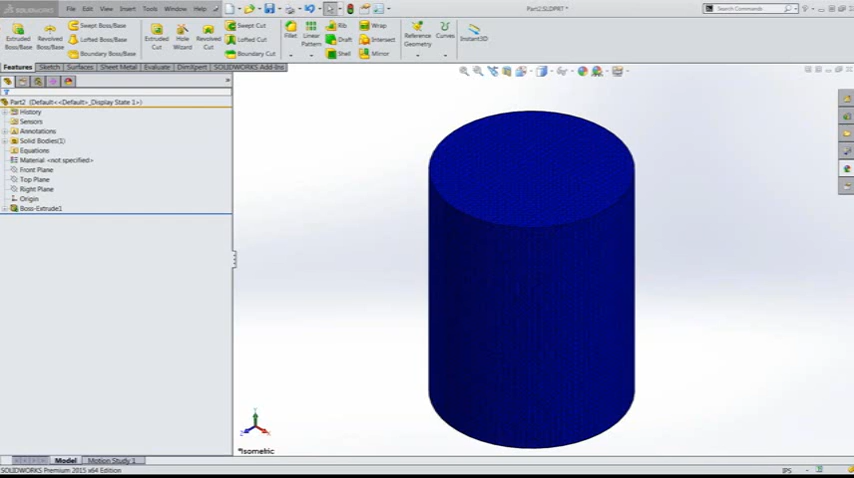 SOLIDWORKS File Edit View Insert Tools Window Help Part2.SLDPRT * Search Commands
Extruded Boss/Base Revolved Boss/Base Swept Boss/Base Lofted Boss/Base Boundary Boss/Base Extruded Cut Hole Wizard Revolved Cut Swept Cut Lofted Cut Boundary Cut Fillet Linear Pattern Rib Draft Shell Wrap Intersect Mirror Reference Geometry Curves Instant3D
Features Sketch Surfaces Sheet Metal Evaluate DimXpert SOLIDWORKS Add-Ins
Part2 (Default<<Default>_Display State 1>)
History
Sensors
Annotations
Solid Bodies(1)
Equations
Material <not specified>
Front Plane
Top Plane
Right Plane
Origin
Boss-Extrude1
*Isometric
Model Motion Study 1
SOLIDWORKS Premium 2015 x64 Edition IPS